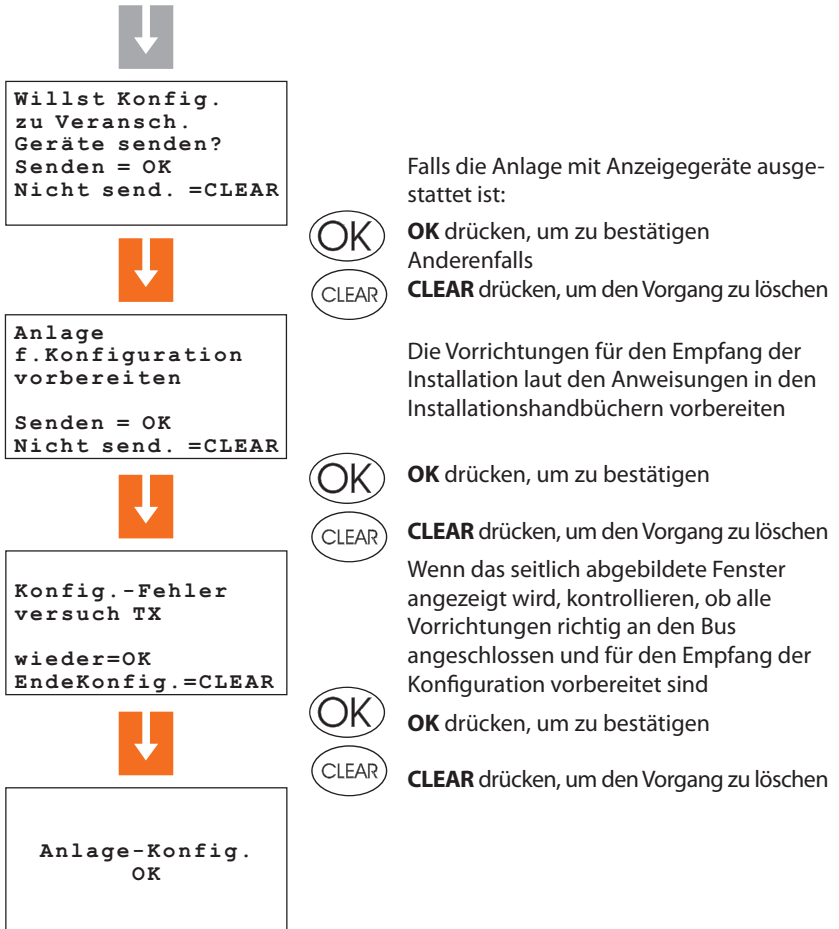 Willst Konfig.
zu Veransch.
Geräte senden?
Senden = OK
Nicht send. =CLEAR
Falls die Anlage mit Anzeigegeräte ausge-
stattet ist:
OK
OK drücken, um zu bestätigen
Anderenfalls
CLEAR
CLEAR drücken, um den Vorgang zu löschen
Anlage
f.Konfiguration
vorbereiten
Senden = OK
Nicht send. =CLEAR
Die Vorrichtungen für den Empfang der
Installation laut den Anweisungen in den
Installationshandbüchern vorbereiten
OK
OK drücken, um zu bestätigen
CLEAR
CLEAR drücken, um den Vorgang zu löschen
Konfig.-Fehler
versuch TX
wieder=OK
EndeKonfig.=CLEAR
Wenn das seitlich abgebildete Fenster
angezeigt wird, kontrollieren, ob alle
Vorrichtungen richtig an den Bus
angeschlossen und für den Empfang der
Konfiguration vorbereitet sind
OK
OK drücken, um zu bestätigen
CLEAR
CLEAR drücken, um den Vorgang zu löschen
Anlage-Konfig.
OK